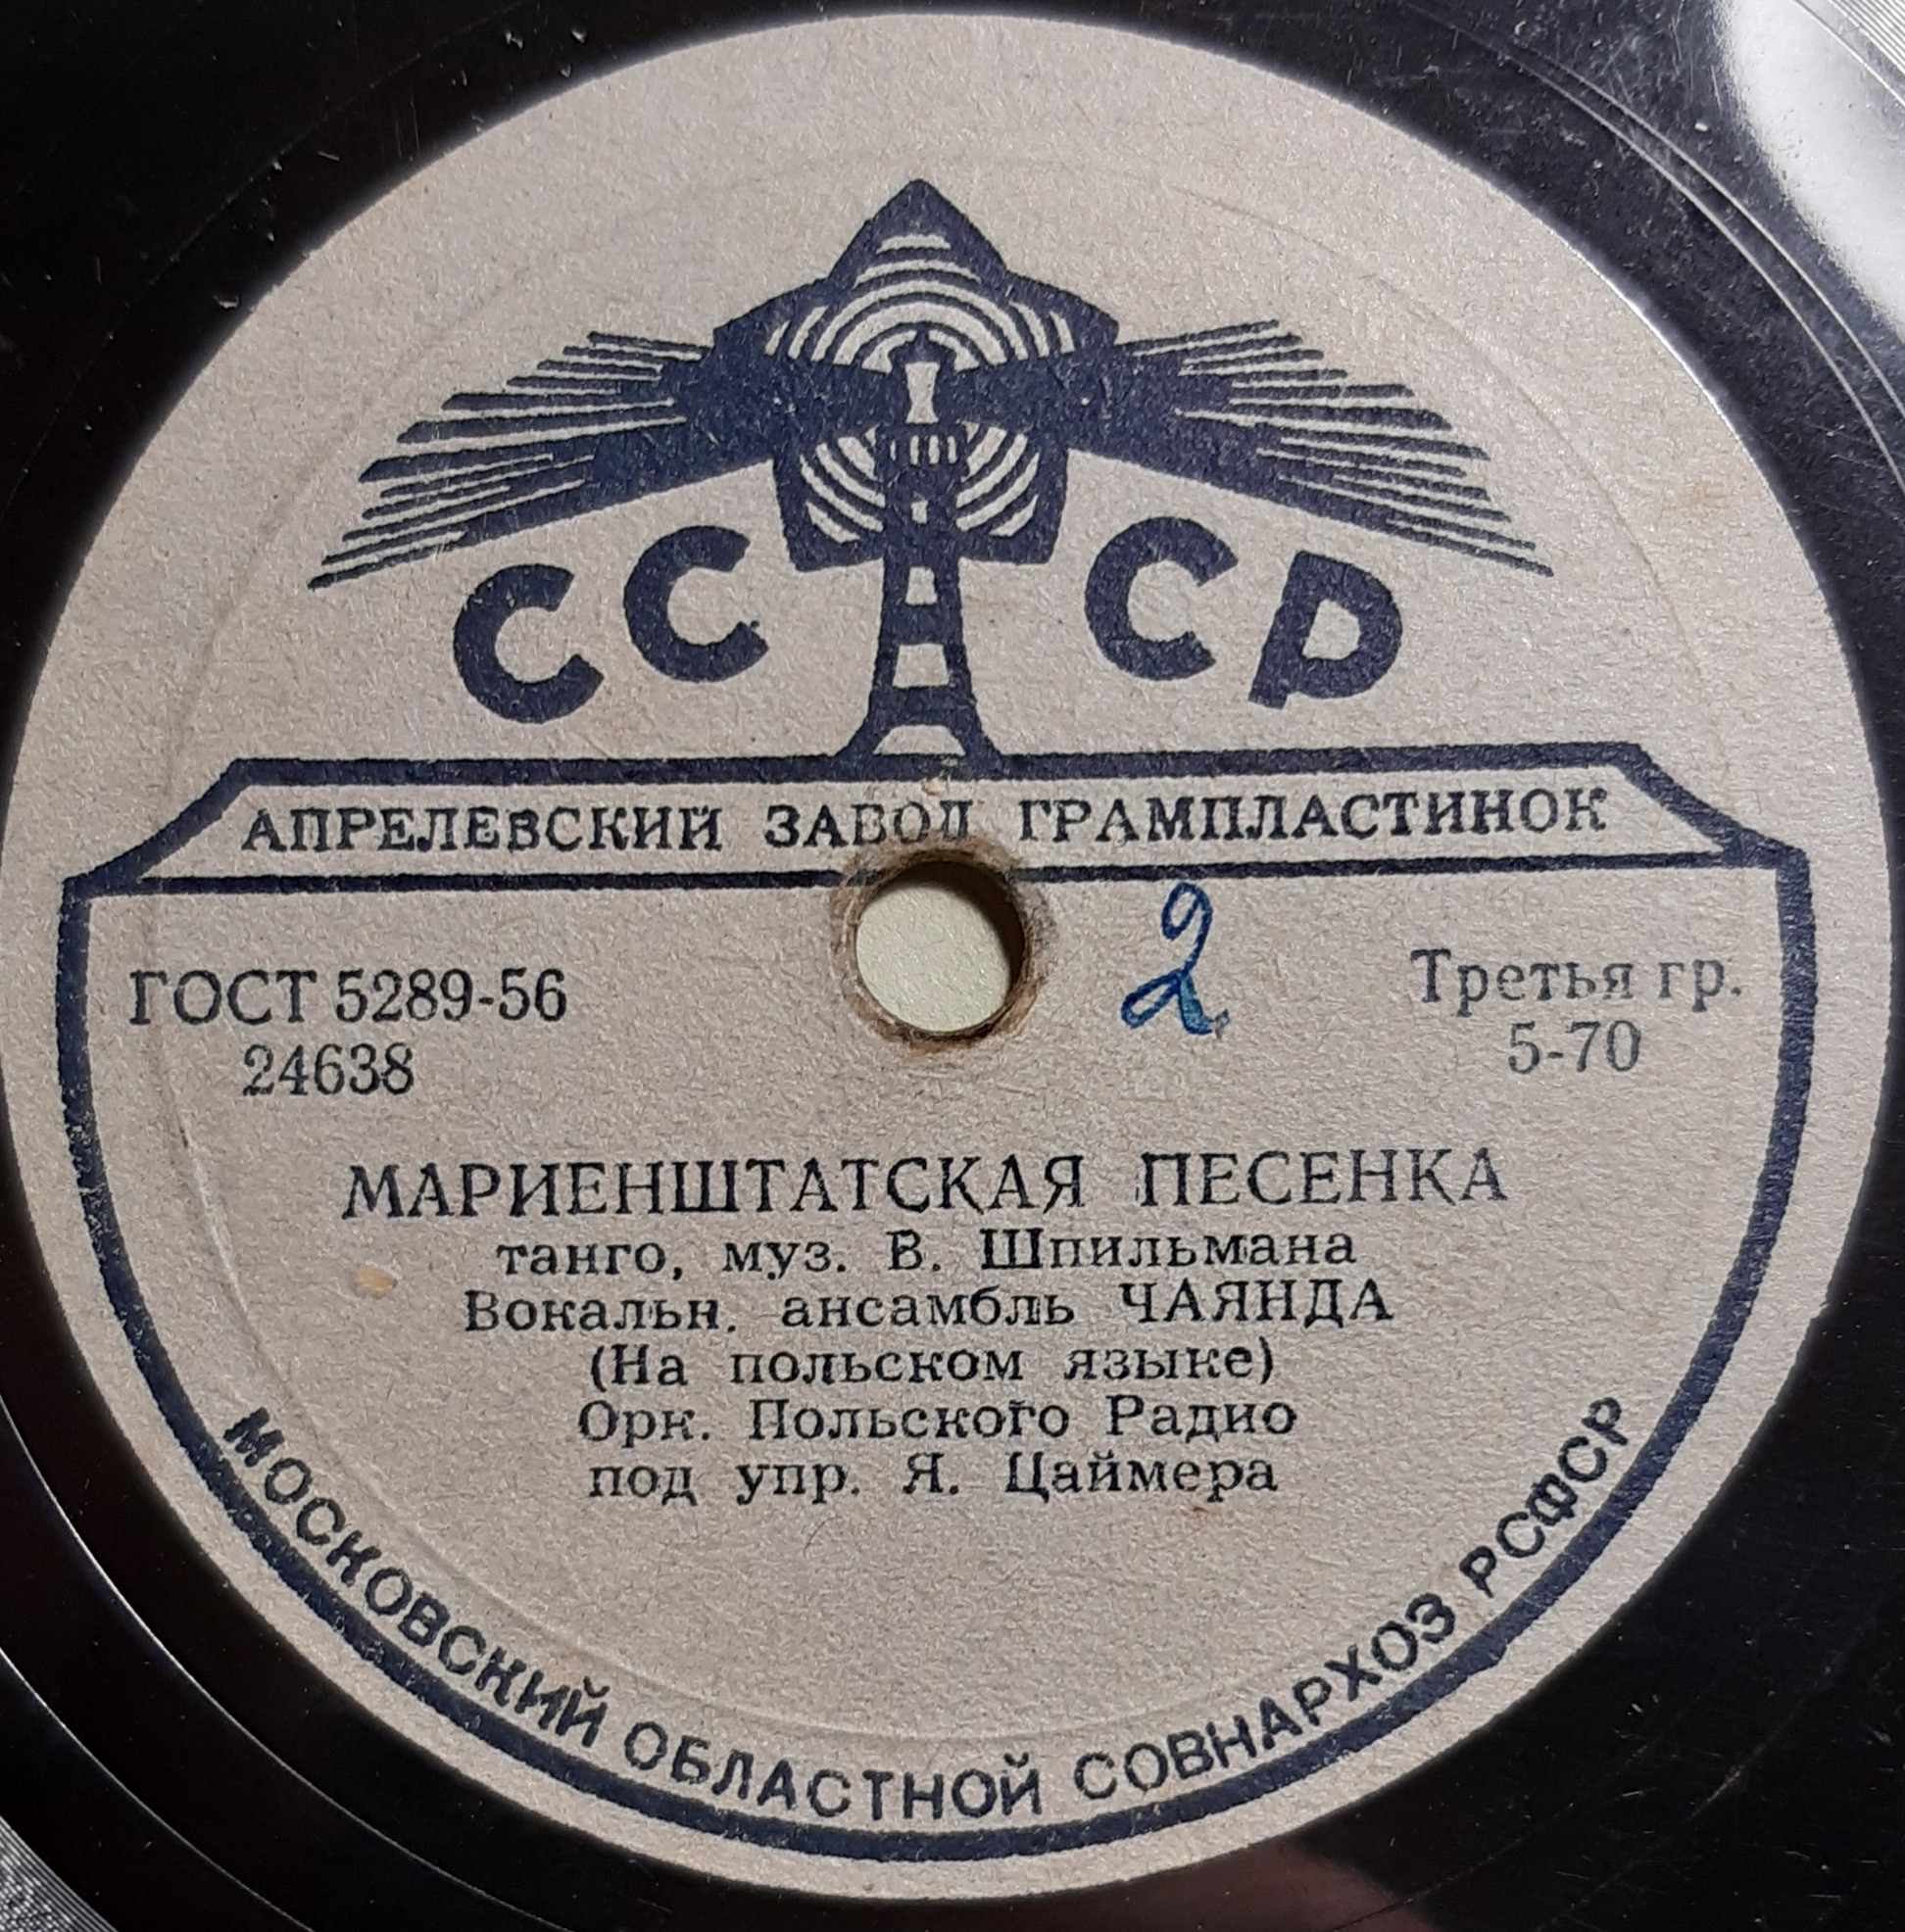 СССР
АПРЕЛЕВСКИЙ ЗАВОД ГРАМПЛАСТИНОК
2
ГОСТ 5289-56
24638
Третья гр.
5-70
МАРИЕНШТАТСКАЯ ПЕСЕНКА
танго, муз. В. Шпильмана
Вокальн. ансамбль ЧАЯНДА
(На польском языке)
Орк. Польского Радио
под упр. Я. Цаймера
МОСКОВСКИЙ ОБЛАСТНОЙ СОВНАРХОЗ РСФСР